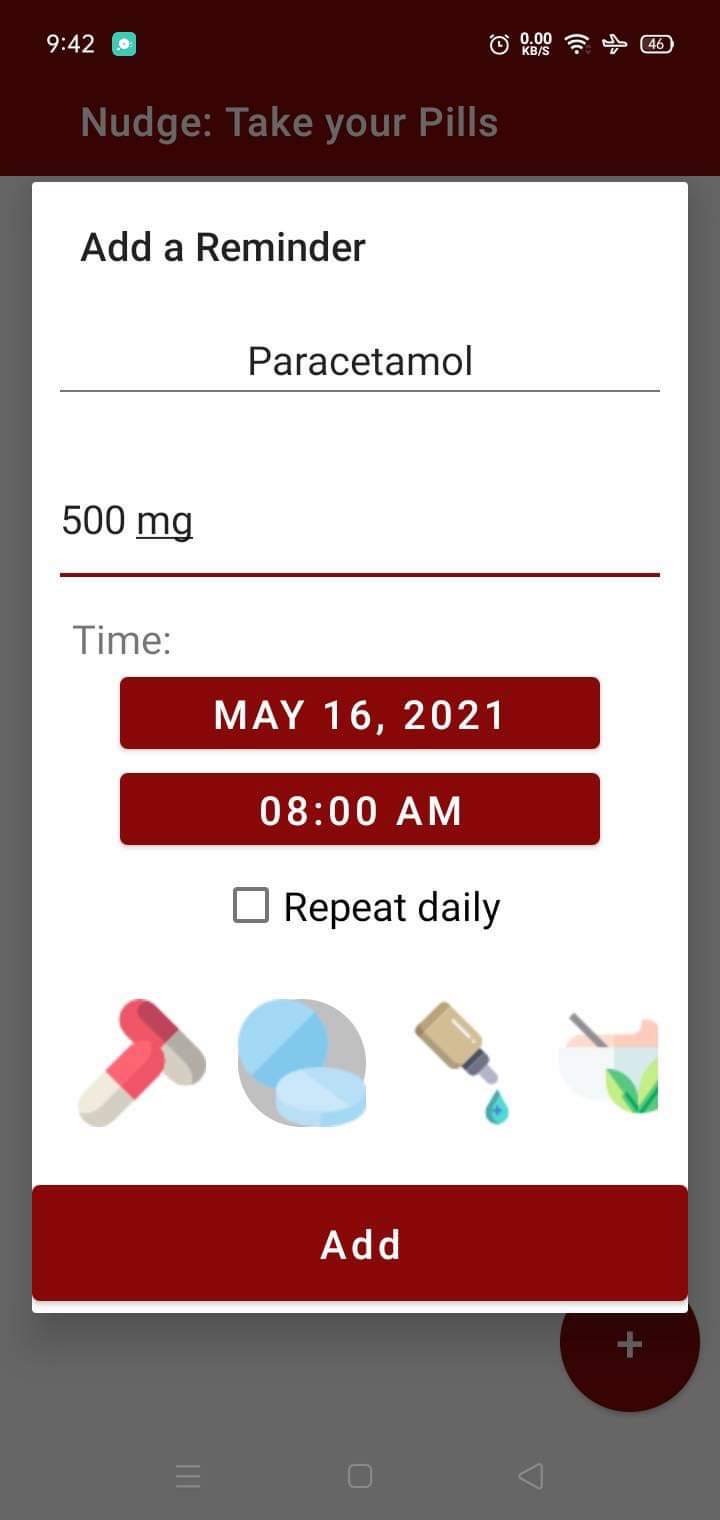 9:42
0.00
KB/S
46
Nudge: Take your Pills
Add a Reminder
Paracetamol
500 mg
Time:
MAY 16, 2021
08:00 AM
Repeat daily
Add
+